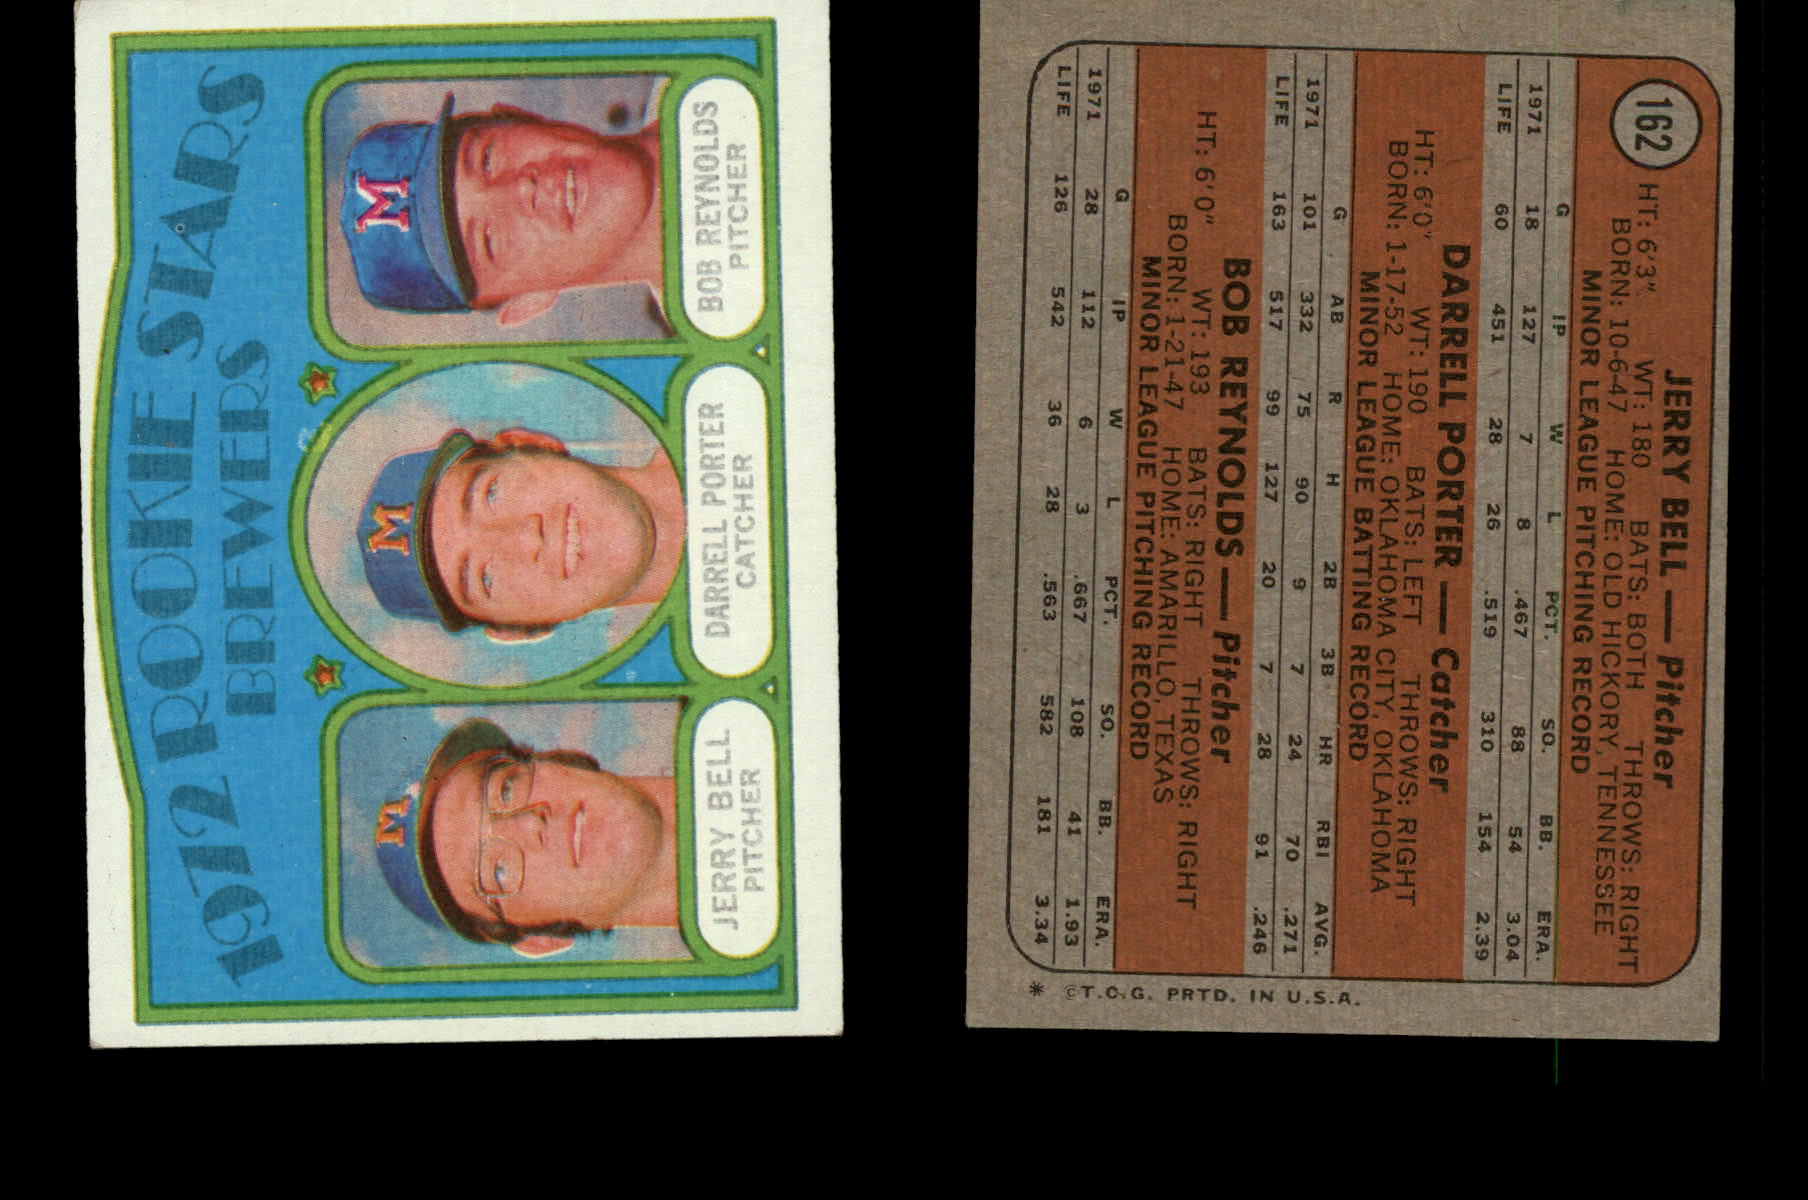 1972 ROOKIE STARS
BREWERS
M
M
M
JERRY BELL
PITCHER
DARRELL PORTER
CATCHER
BOB REYNOLDS
PITCHER
162
JERRY BELL — Pitcher
HT: 6'3" WT: 180 BATS: BOTH THROWS: RIGHT
BORN: 10-6-47 HOME: OLD HICKORY, TENNESSEE
MINOR LEAGUE PITCHING RECORD
G IP W L PCT. SO. BB. ERA.
1971 18 127 7 8 .467 88 54 3.04
LIFE 60 451 28 26 .519 310 154 2.39
DARRELL PORTER — Catcher
HT: 6'0" WT: 190 BATS: LEFT THROWS: RIGHT
BORN: 1-17-52 HOME: OKLAHOMA CITY, OKLAHOMA
MINOR LEAGUE BATTING RECORD
G AB R H 2B 3B HR RBI AVG.
1971 101 332 75 90 9 7 24 70 .271
LIFE 163 517 99 127 20 7 28 91 .246
BOB REYNOLDS — Pitcher
HT: 6'0" WT: 193 BATS: RIGHT THROWS: RIGHT
BORN: 1-21-47 HOME: AMARILLO, TEXAS
MINOR LEAGUE PITCHING RECORD
G IP W L PCT. SO. BB. ERA.
1971 28 112 6 3 .667 108 41 1.93
LIFE 126 542 36 28 .563 582 181 3.34
* ©T.C.G. PRTD. IN U.S.A.